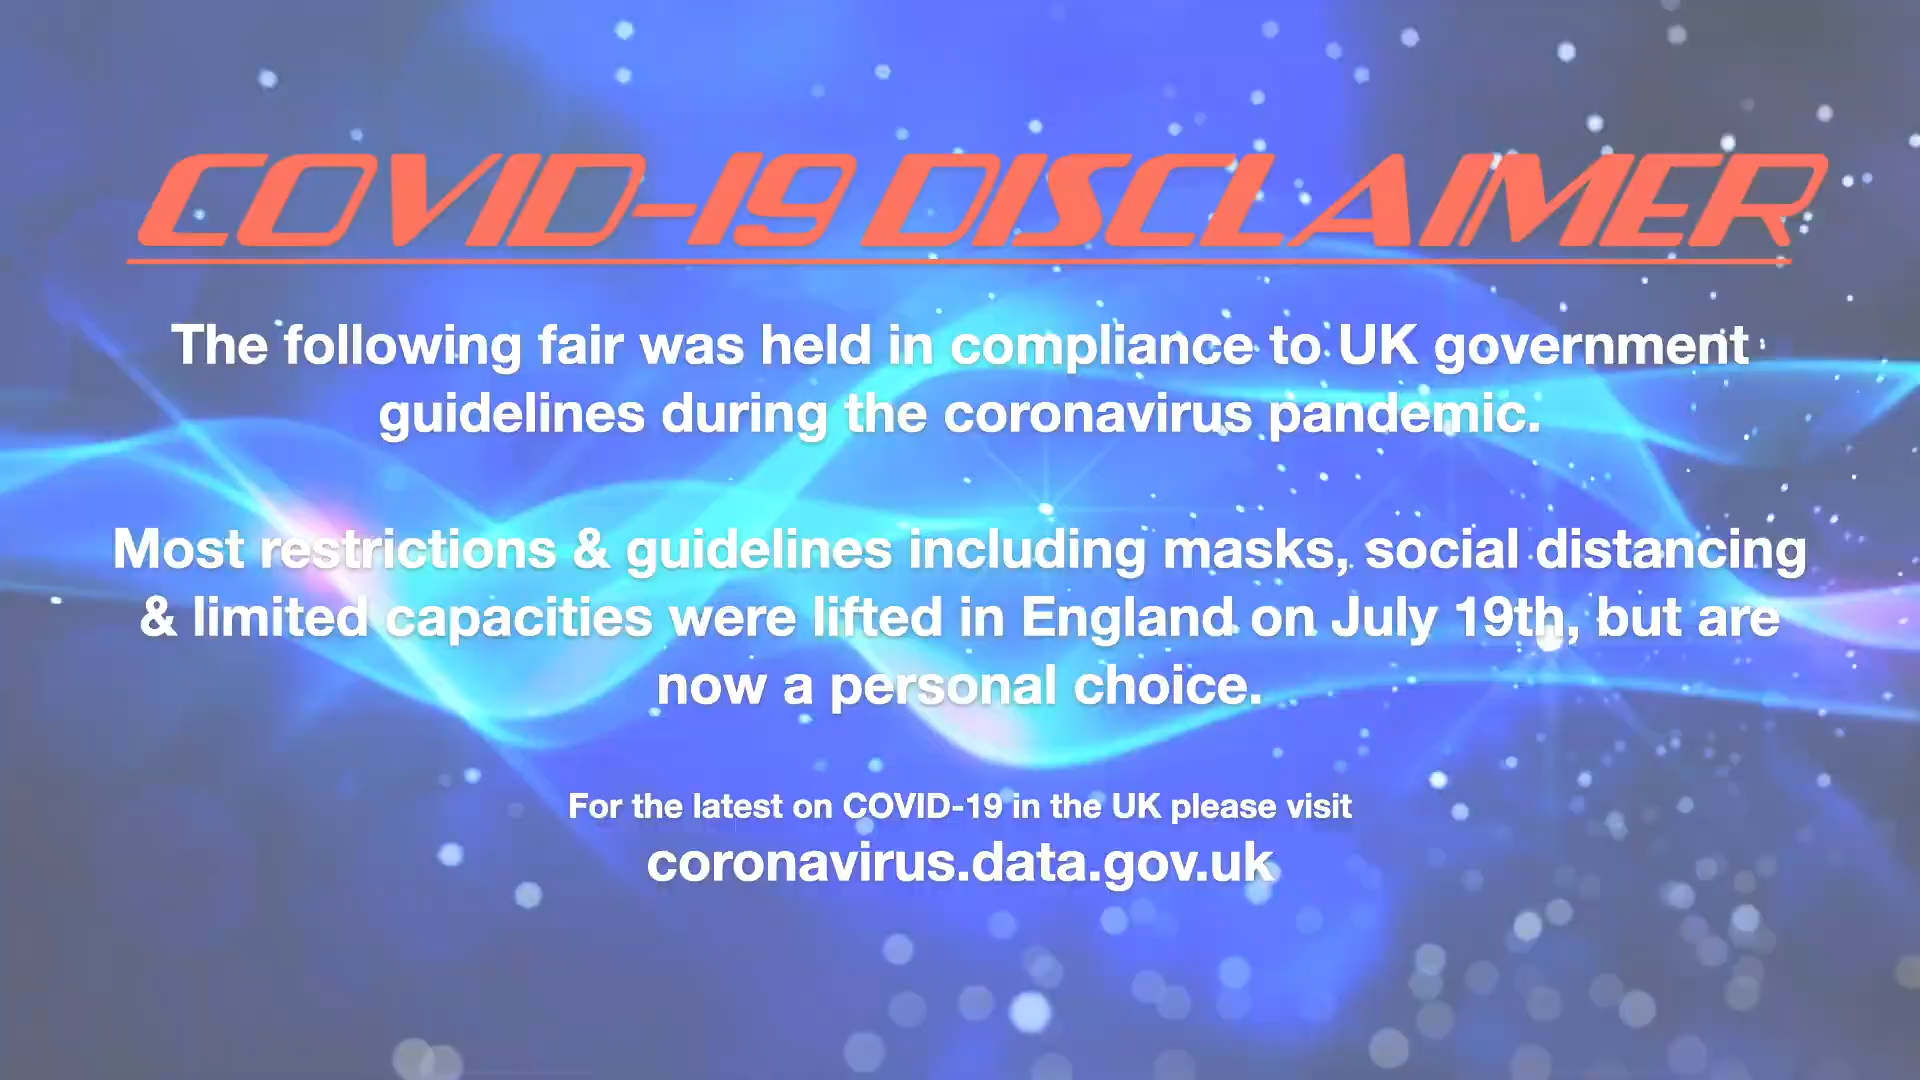 COVID-19 DISCLAIMER
The following fair was held in compliance to UK government
guidelines during the coronavirus pandemic.
Most restrictions & guidelines including masks, social distancing
& limited capacities were lifted in England on July 19th, but are
now a personal choice.
For the latest on COVID-19 in the UK please visit
coronavirus.data.gov.uk